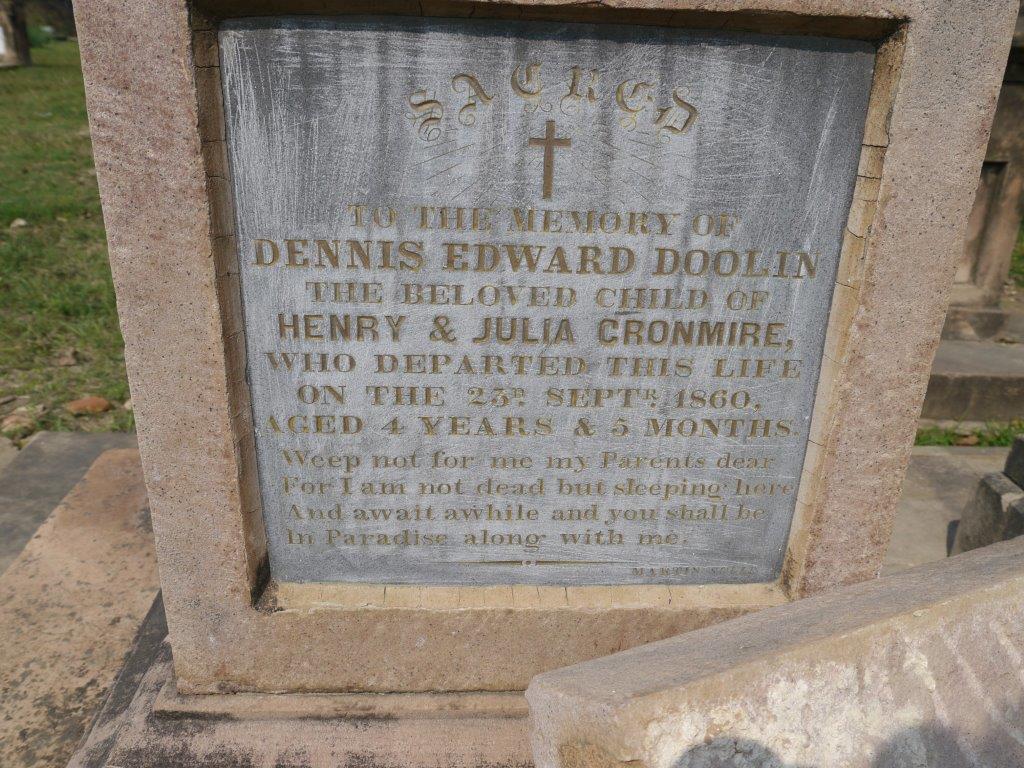 SACRED
TO THE MEMORY OF
DENNIS EDWARD DOOLIN
THE BELOVED CHILD OF
HENRY & JULIA CRONMIRE,
WHO DEPARTED THIS LIFE
ON THE 23RD SEPTR. 1860,
AGED 4 YEARS & 5 MONTHS.
Weep not for me my Parents dear
For I am not dead but sleeping here
And await awhile and you shall be
In Paradise along with me.
MARTIN